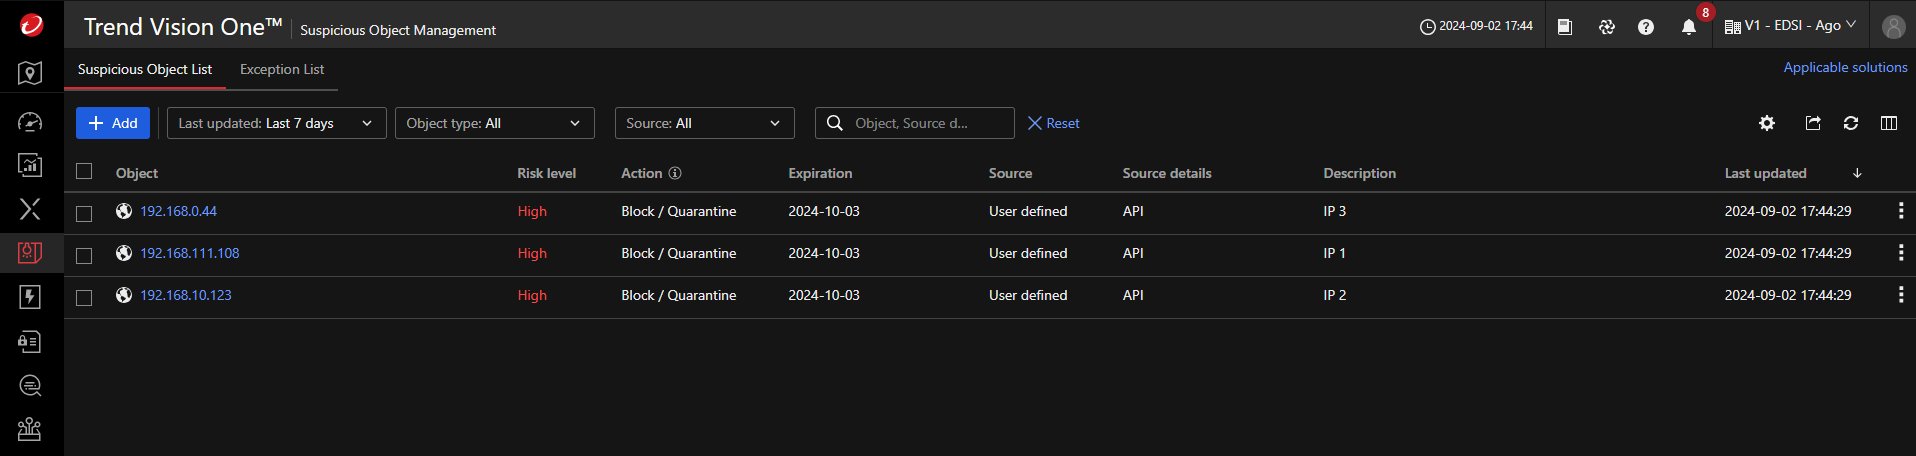 Trend Vision One™ | Suspicious Object Management
2024-09-02 17:44
8
V1 - EDSI - Ago
Suspicious Object List
Exception List
Applicable solutions
Add
Last updated: Last 7 days
Object type: All
Source: All
Object, Source d...
Reset
Object Risk level Action Expiration Source Source details Description Last updated
192.168.0.44 High Block / Quarantine 2024-10-03 User defined API IP 3 2024-09-02 17:44:29
192.168.111.108 High Block / Quarantine 2024-10-03 User defined API IP 1 2024-09-02 17:44:29
192.168.10.123 High Block / Quarantine 2024-10-03 User defined API IP 2 2024-09-02 17:44:29